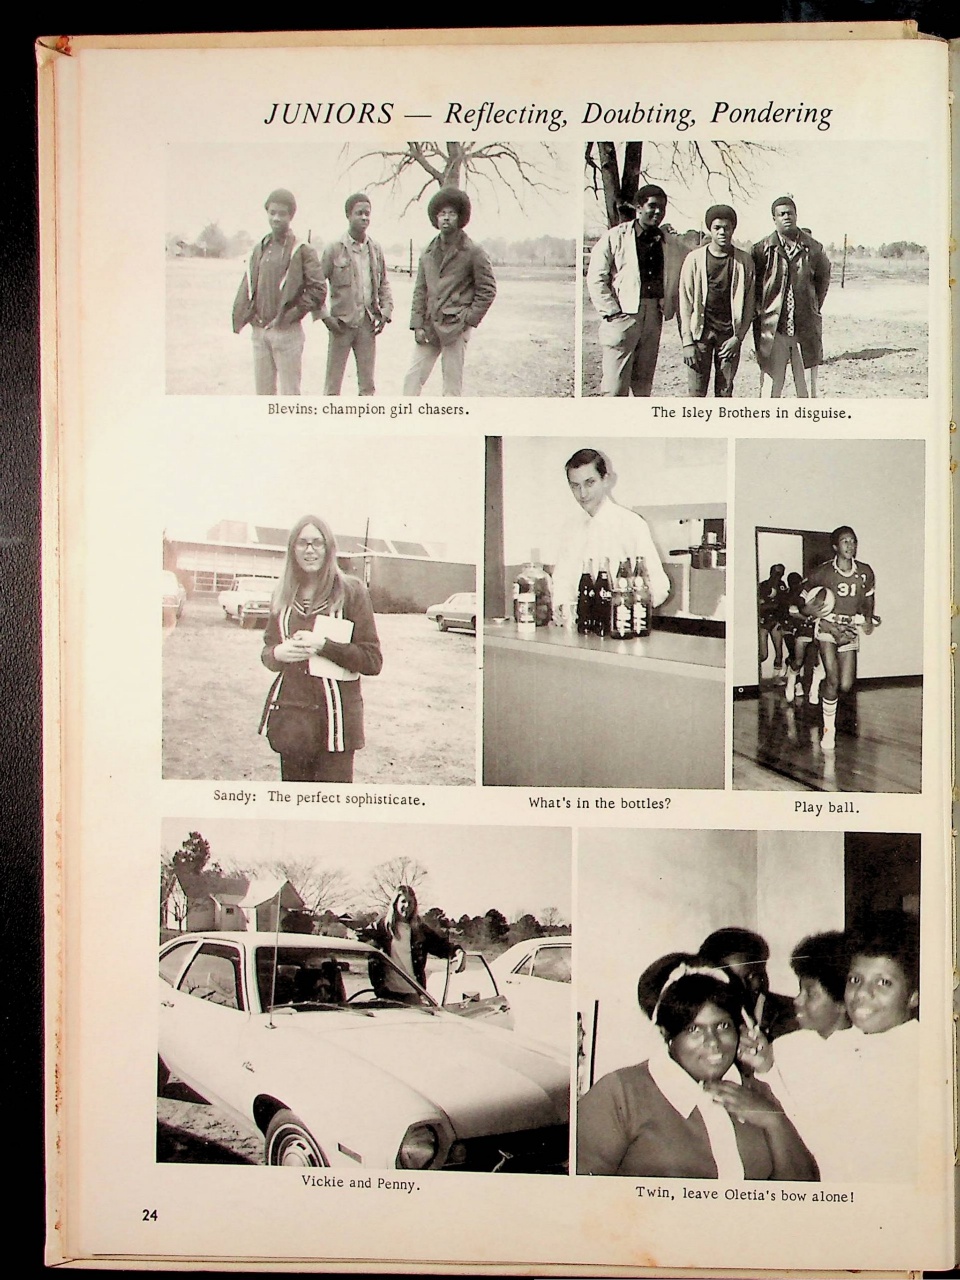 JUNIORS — Reflecting, Doubting, Pondering
Blevins: champion girl chasers.
The Isley Brothers in disguise.
Sandy: The perfect sophisticate.
What's in the bottles?
31
Play ball.
Vickie and Penny.
Twin, leave Oletia's bow alone!
24